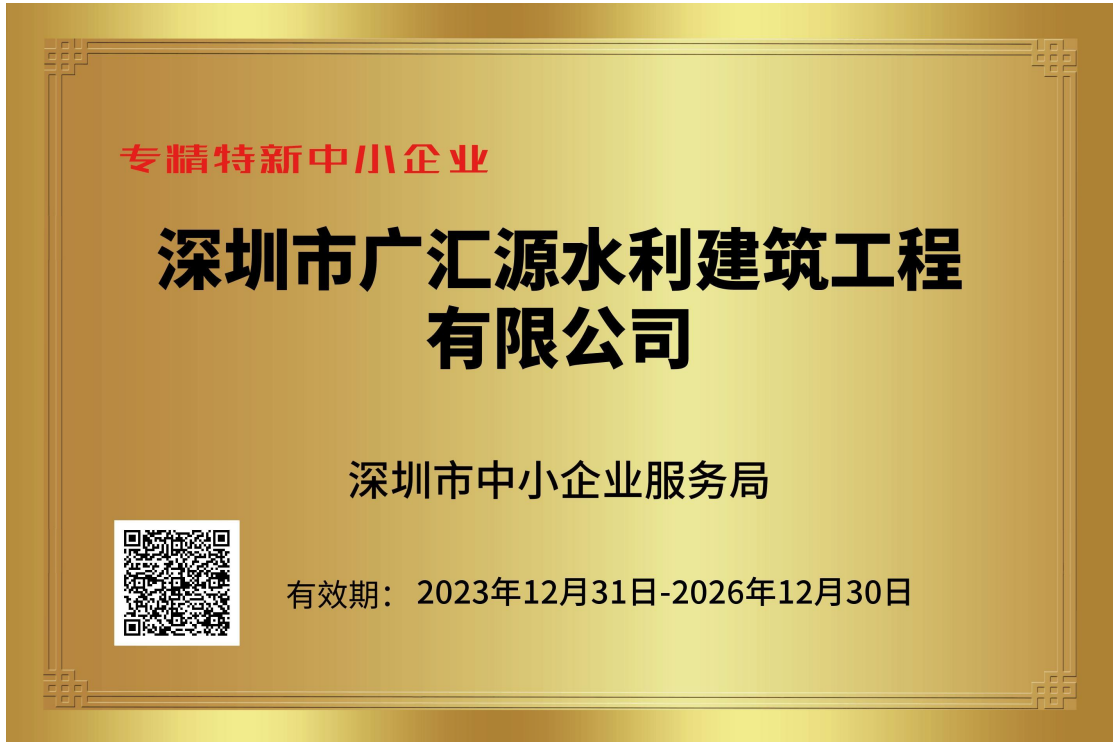 专精特新中小企业
深圳市广汇源水利建筑工程
有限公司
深圳市中小企业服务局
有效期： 2023年12月31日-2026年12月30日